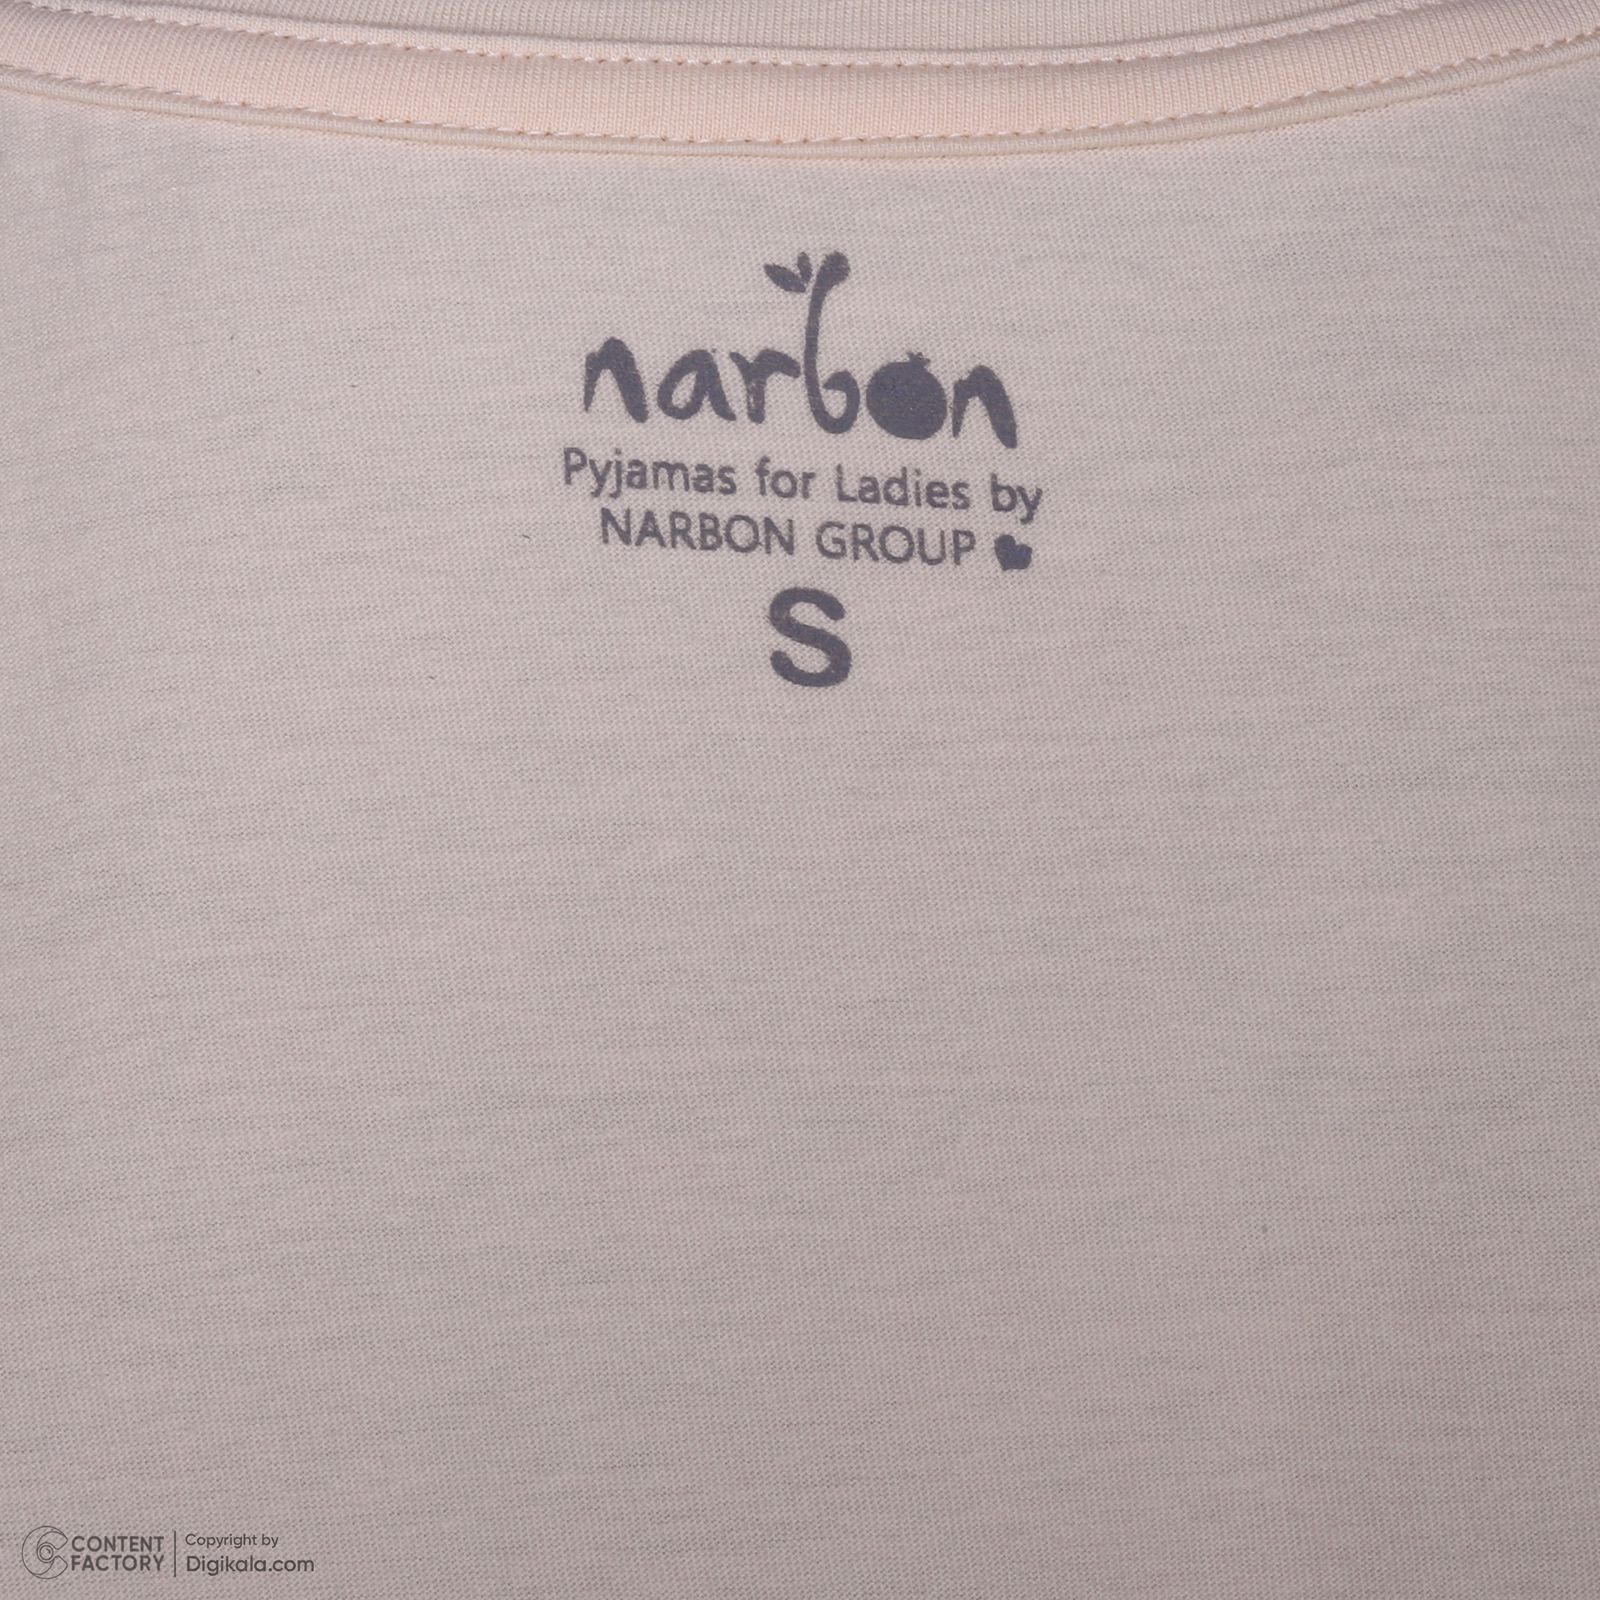 narbon
Pyjamas for Ladies by
NARBON GROUP
S
CONTENT
FACTORY
Copyright by
Digikala.com